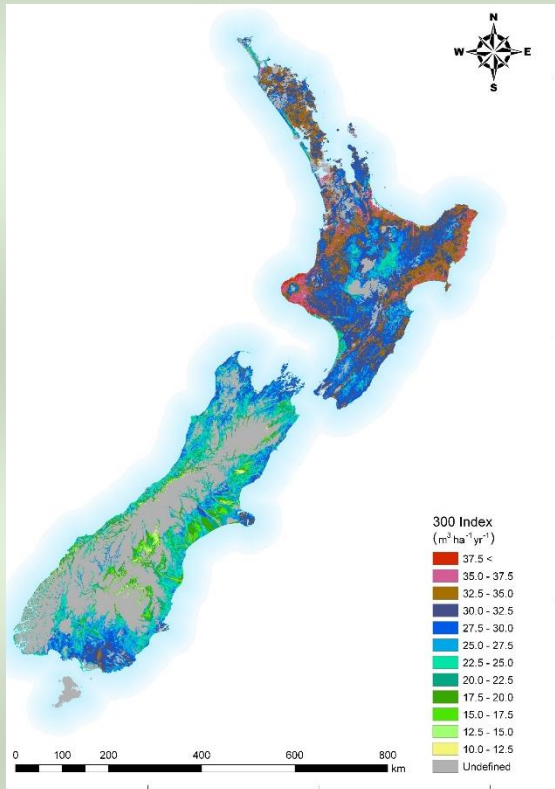 N
W E
S
300 Index
(m³ ha⁻¹ yr⁻¹)
37.5 <
35.0 - 37.5
32.5 - 35.0
30.0 - 32.5
27.5 - 30.0
25.0 - 27.5
22.5 - 25.0
20.0 - 22.5
17.5 - 20.0
15.0 - 17.5
12.5 - 15.0
10.0 - 12.5
Undefined
0 100 200 400 600 800
km